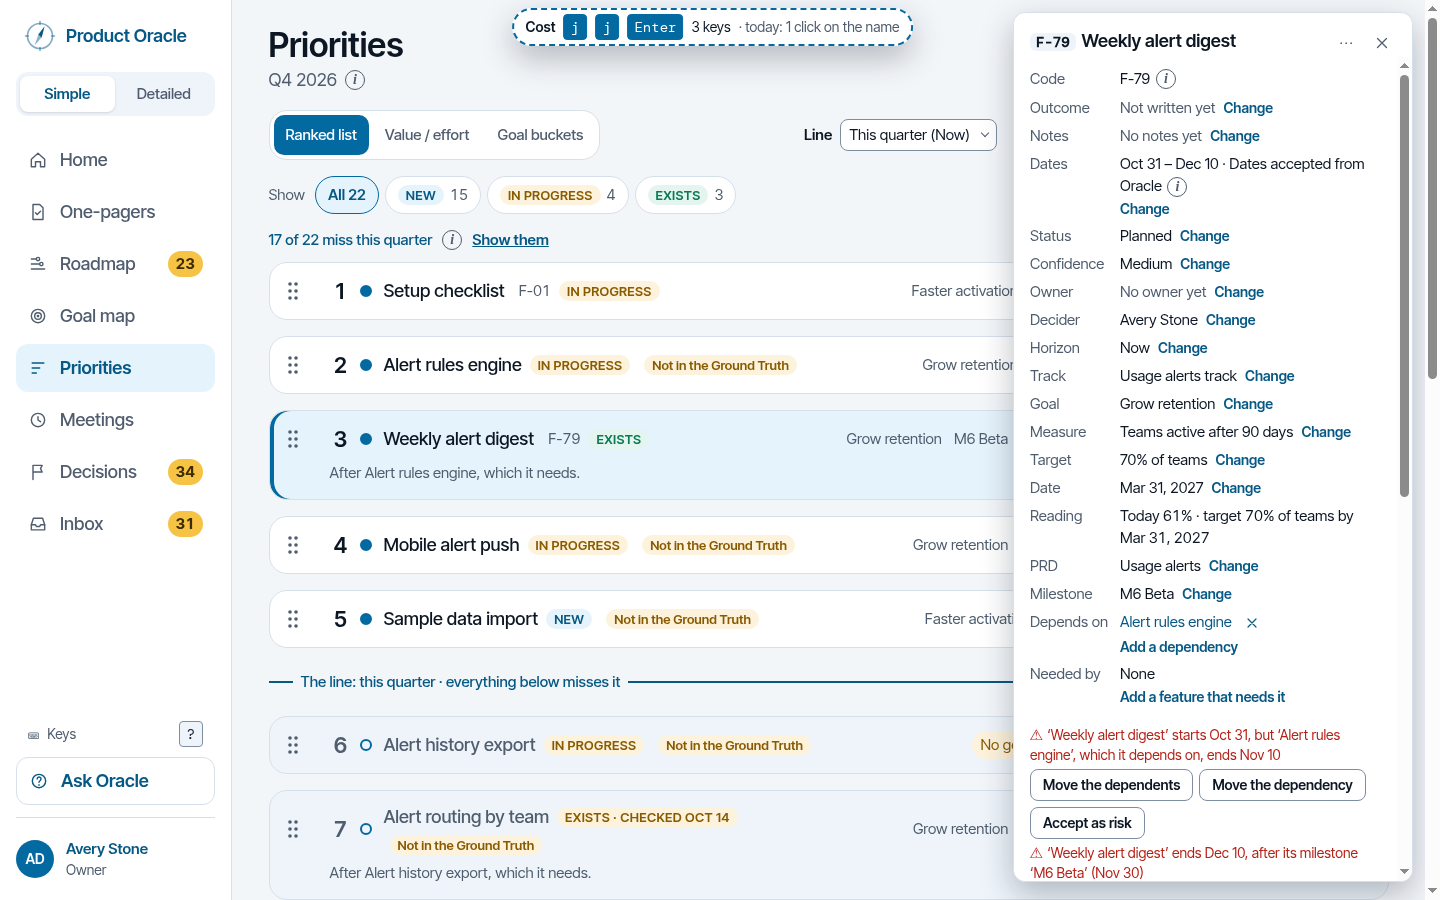 Product Oracle
Simple
Detailed
Home
One-pagers
Roadmap 23
Goal map
Priorities
Meetings
Decisions 34
Inbox 31
Keys ?
Ask Oracle
AD
Avery Stone
Owner
Cost j j Enter 3 keys · today: 1 click on the name
Priorities
Q4 2026 i
Ranked list
Value / effort
Goal buckets
Line This quarter (Now)
Show All 22 NEW 15 IN PROGRESS 4 EXISTS 3
17 of 22 miss this quarter i Show them
1 Setup checklist F-01 IN PROGRESS Faster activation
2 Alert rules engine IN PROGRESS Not in the Ground Truth Grow retention
3 Weekly alert digest F-79 EXISTS Grow retention M6 Beta
After Alert rules engine, which it needs.
4 Mobile alert push IN PROGRESS Not in the Ground Truth Grow retention
5 Sample data import NEW Not in the Ground Truth Faster activati
The line: this quarter · everything below misses it
6 Alert history export IN PROGRESS Not in the Ground Truth No g
7 Alert routing by team EXISTS · CHECKED OCT 14
Not in the Ground Truth
Grow retention
After Alert history export, which it needs.
F-79 Weekly alert digest ...
Code F-79 i
Outcome Not written yet Change
Notes No notes yet Change
Dates Oct 31 – Dec 10 · Dates accepted from
Oracle i
Change
Status Planned Change
Confidence Medium Change
Owner No owner yet Change
Decider Avery Stone Change
Horizon Now Change
Track Usage alerts track Change
Goal Grow retention Change
Measure Teams active after 90 days Change
Target 70% of teams Change
Date Mar 31, 2027 Change
Reading Today 61% · target 70% of teams by
Mar 31, 2027
PRD Usage alerts Change
Milestone M6 Beta Change
Depends on Alert rules engine ×
Add a dependency
Needed by None
Add a feature that needs it
⚠ ‘Weekly alert digest’ starts Oct 31, but ‘Alert rules
engine’, which it depends on, ends Nov 10
Move the dependents
Move the dependency
Accept as risk
⚠ ‘Weekly alert digest’ ends Dec 10, after its milestone
‘M6 Beta’ (Nov 30)